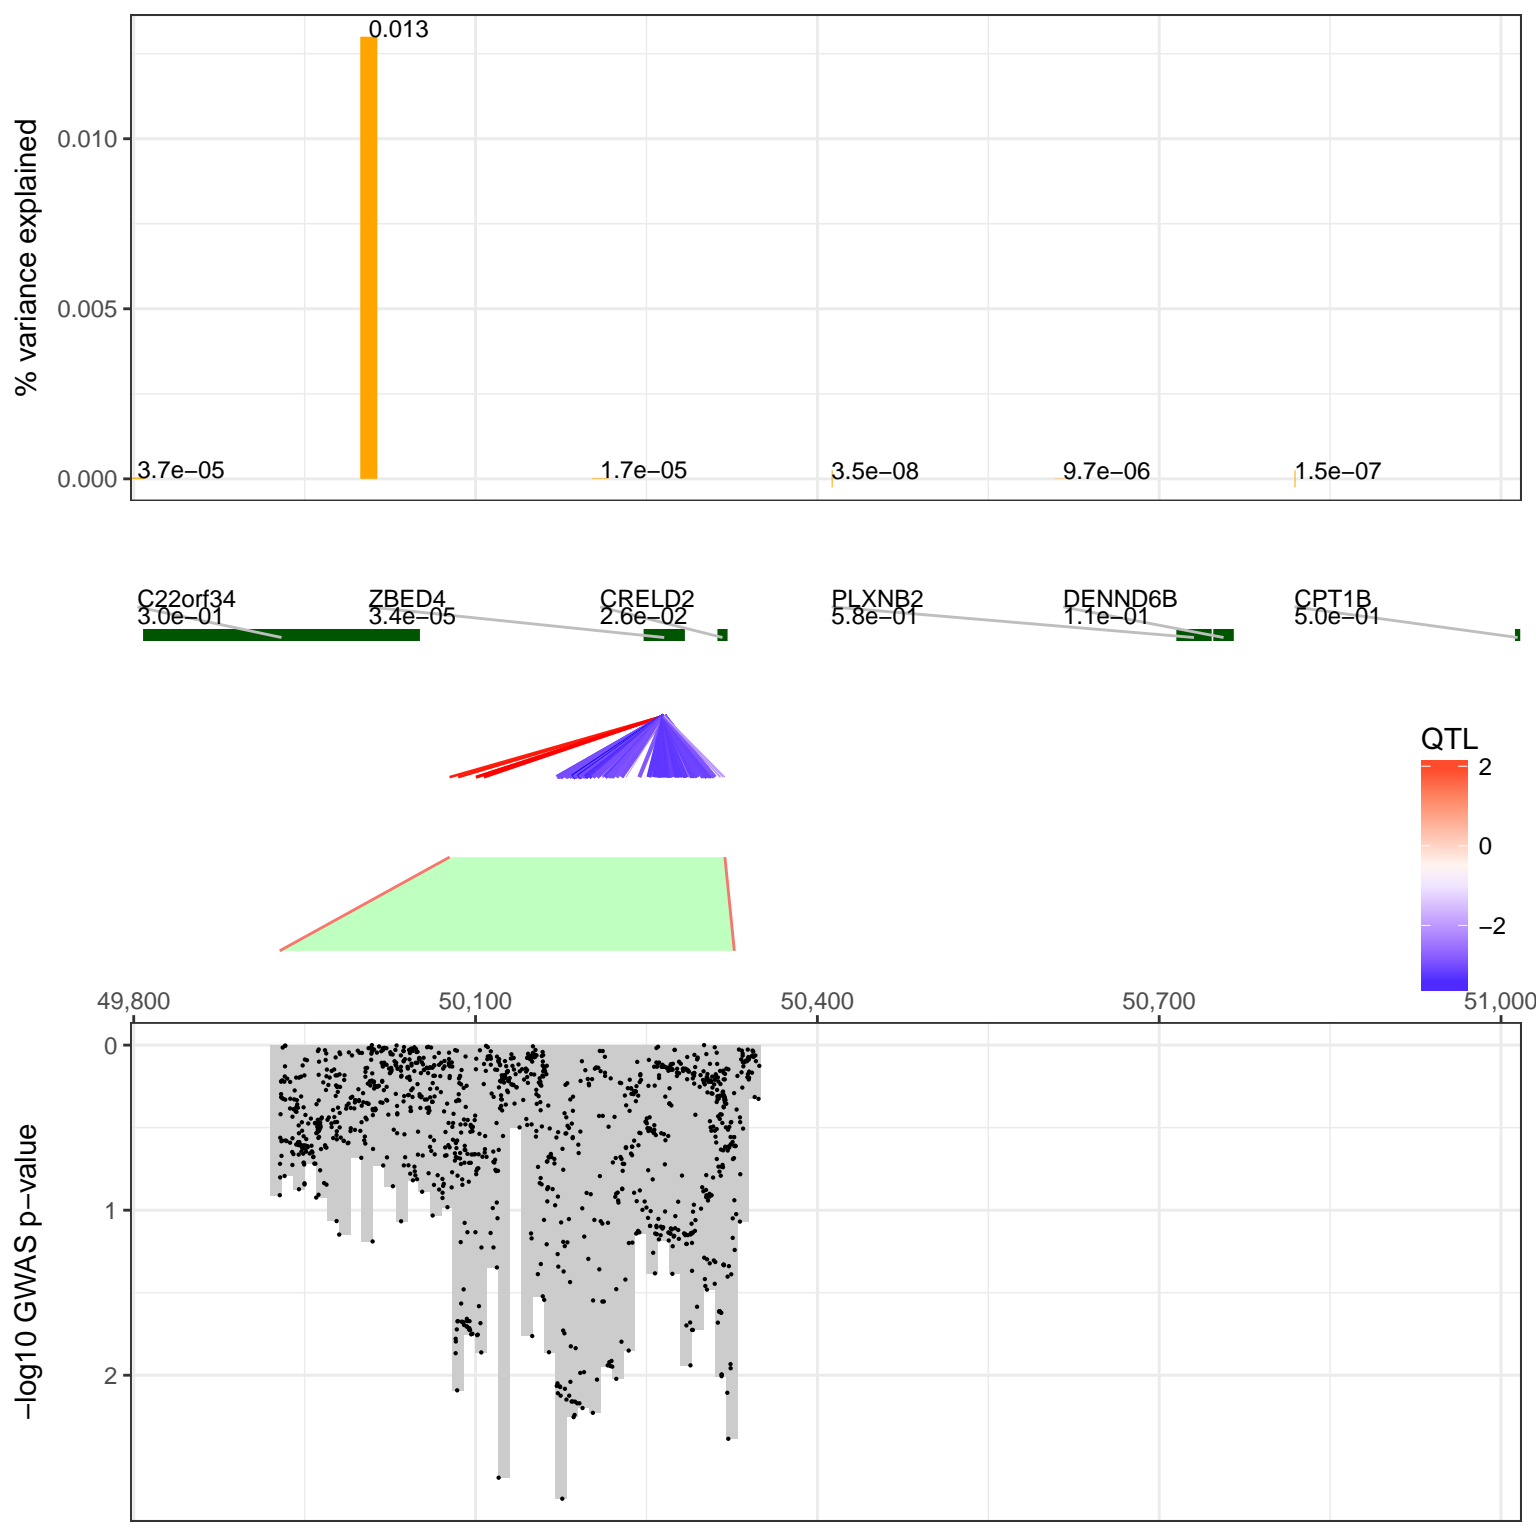 0.013
0.010
0.005
0.000
% variance explained
3.7e−05
1.7e−05
3.5e−08
9.7e−06
1.5e−07
C22orf34
3.0e−01
ZBED4
3.4e−05
CRELD2
2.6e−02
PLXNB2
5.8e−01
DENND6B
1.1e−01
CPT1B
5.0e−01
QTL
2
0
−2
49,800
50,100
50,400
50,700
51,000
0
1
2
−log10 GWAS p−value